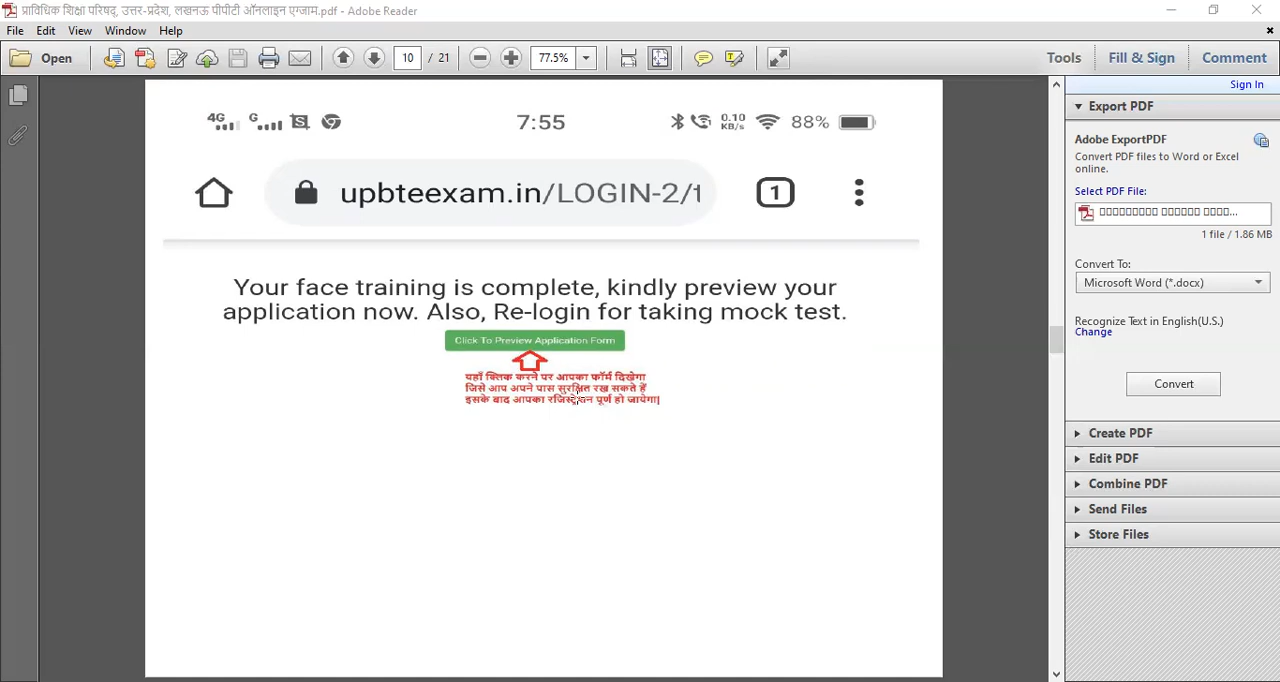 प्राविधिक शिक्षा परिषद्, उत्तर-प्रदेश, लखनऊ पीपीटी ऑनलाइन एग्जाम.pdf - Adobe Reader
File Edit View Window Help
Open 10 / 21 77.5% Tools Fill & Sign Comment
Sign In
Export PDF
Adobe ExportPDF
Convert PDF files to Word or Excel
online.
Select PDF File:
1 file / 1.86 MB
Convert To:
Microsoft Word (*.docx)
Recognize Text in English(U.S.)
Change
Convert
Create PDF
Edit PDF
Combine PDF
Send Files
Store Files
4G G S 7:55 0.10 KB/s 88%
upbteexam.in/LOGIN-2/t 1
Your face training is complete, kindly preview your
application now. Also, Re-login for taking mock test.
Click To Preview Application Form
यहाँ क्लिक करने पर आपका फॉर्म दिखेगा
जिसे आप अपने पास सुरक्षित रख सकते हें
इसके बाद आपका रजिस्ट्रेशन पूर्ण हो जायेगा|